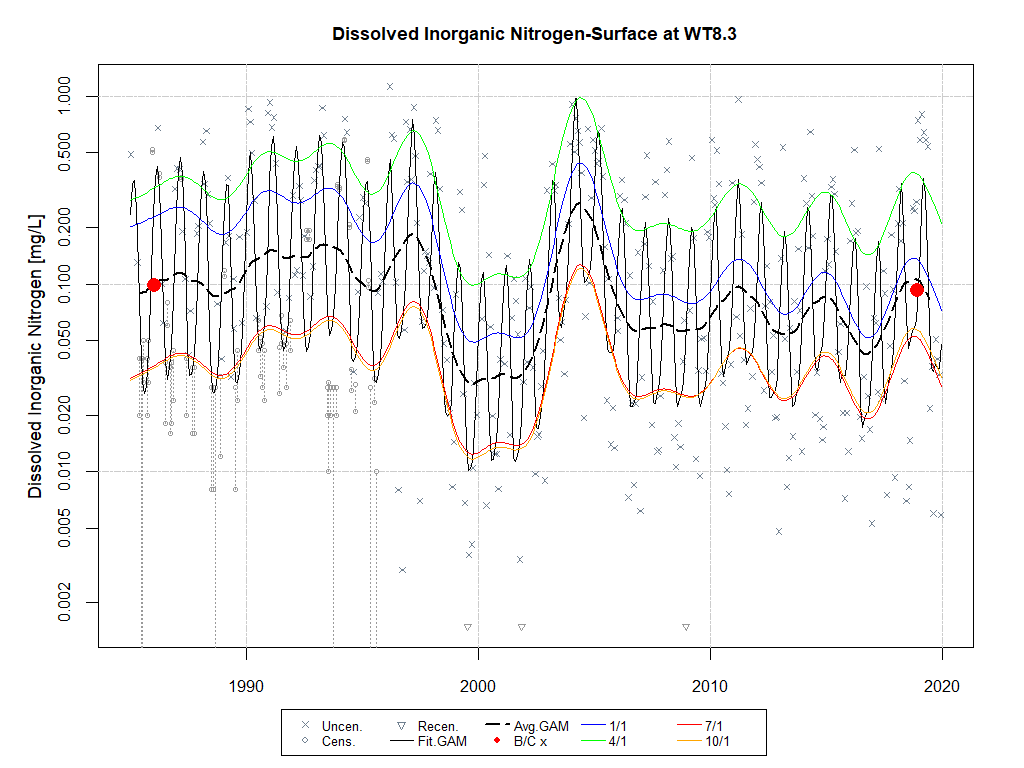 Dissolved Inorganic Nitrogen-Surface at WT8.3
Dissolved Inorganic Nitrogen [mg/L]
1.000
0.500
0.200
0.100
0.050
0.020
0.010
0.005
0.002
1990 2000 2010 2020
Uncen. Recen. Avg.GAM 1/1 7/1
Cens. Fit.GAM B/C x 4/1 10/1